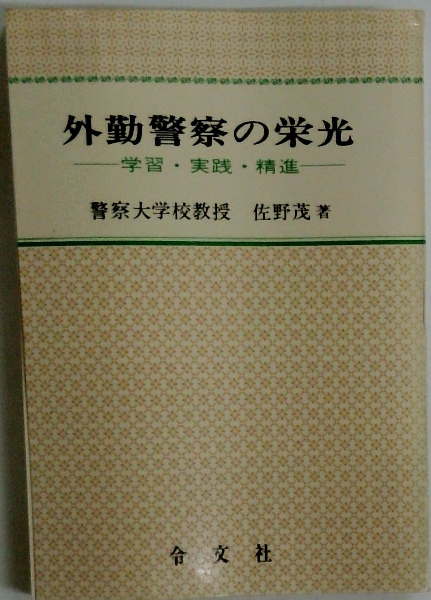 外勤警察の栄光
―学習・実践・精進―
警察大学校教授 佐野茂著
令文社